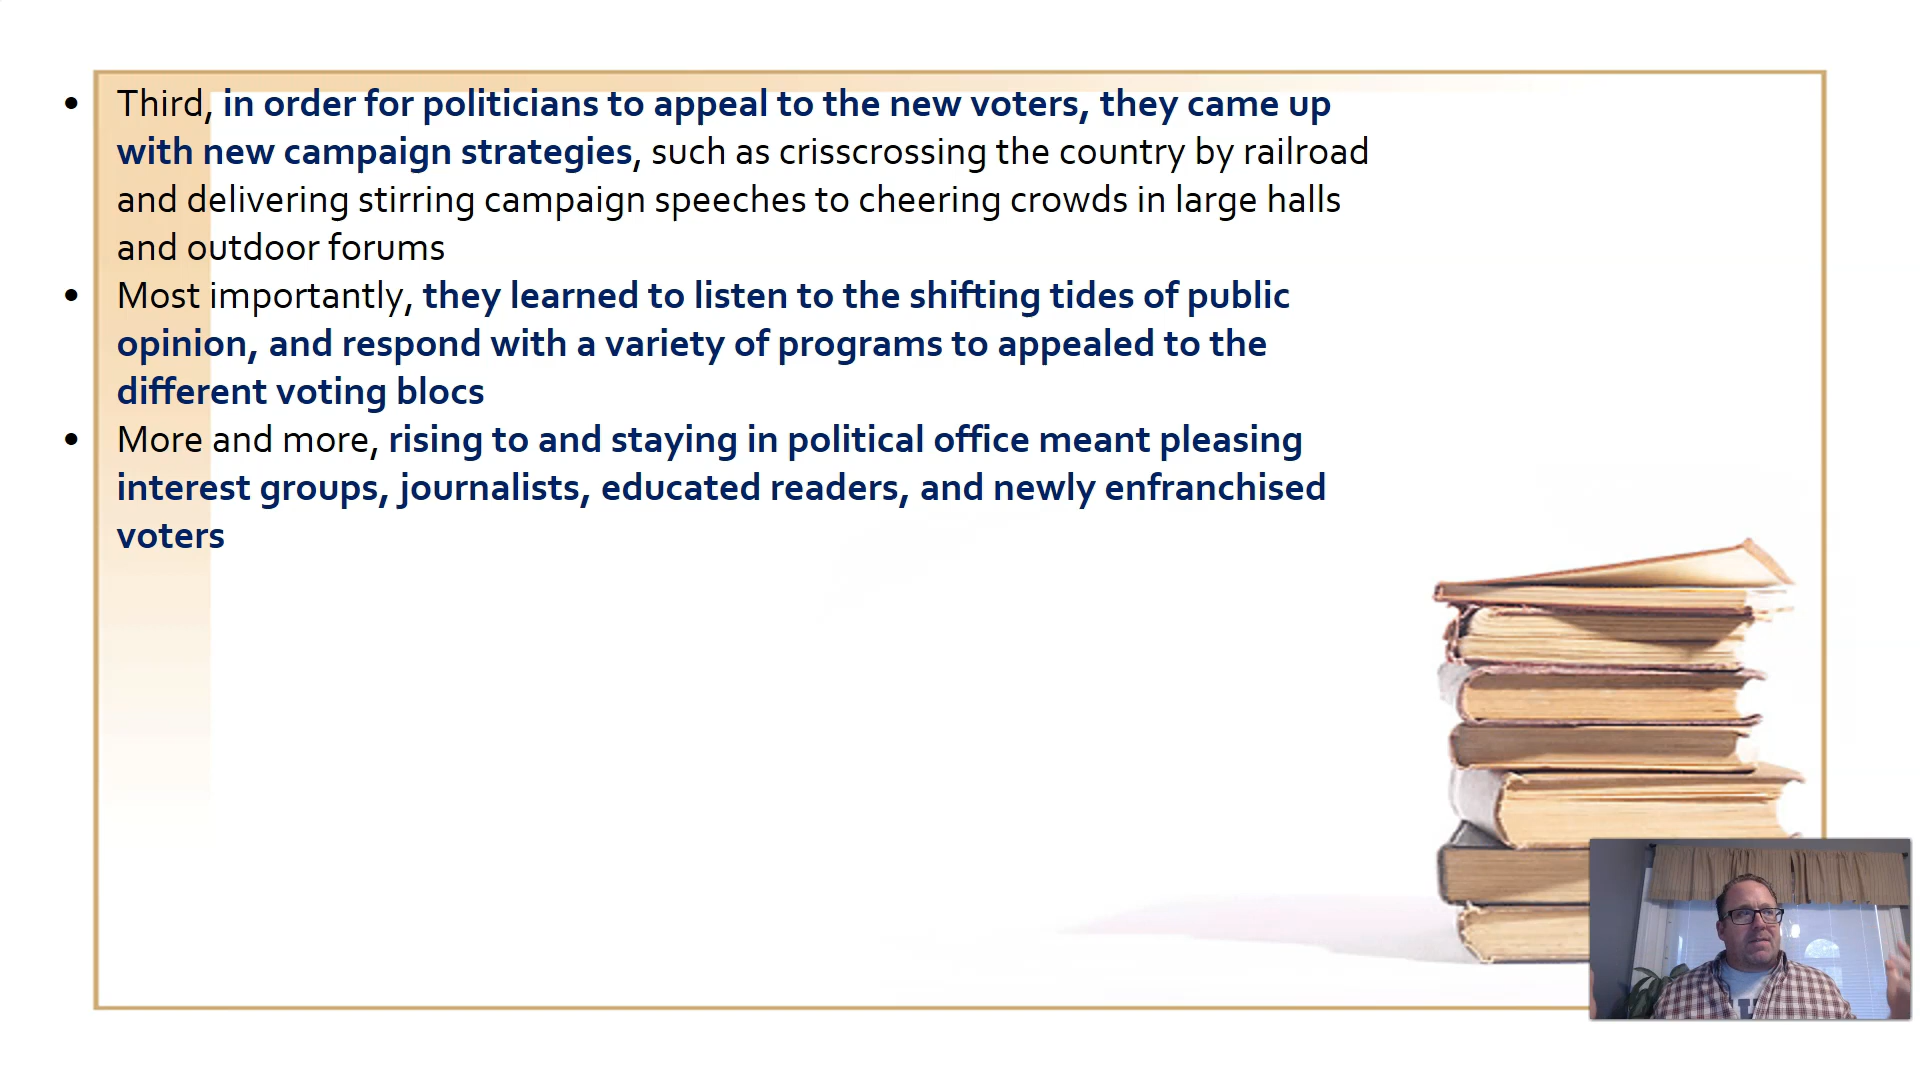 • Third, in order for politicians to appeal to the new voters, they came up
with new campaign strategies, such as crisscrossing the country by railroad
and delivering stirring campaign speeches to cheering crowds in large halls
and outdoor forums
• Most importantly, they learned to listen to the shifting tides of public
opinion, and respond with a variety of programs to appealed to the
different voting blocs
• More and more, rising to and staying in political office meant pleasing
interest groups, journalists, educated readers, and newly enfranchised
voters